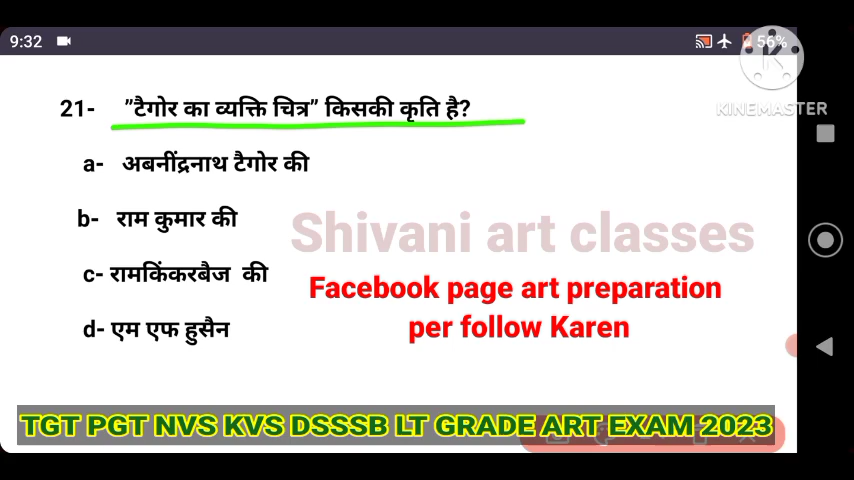 9:32
56%
KINEMASTER
21- ”टैगोर का व्यक्ति चित्र” किसकी कृति है?
a- अबनींद्रनाथ टैगोर की
b- राम कुमार की
Shivani art classes
c- रामकिंकरबैज की
Facebook page art preparation
per follow Karen
d- एम एफ हुसैन
TGT PGT NVS KVS DSSSB LT GRADE ART EXAM 2023